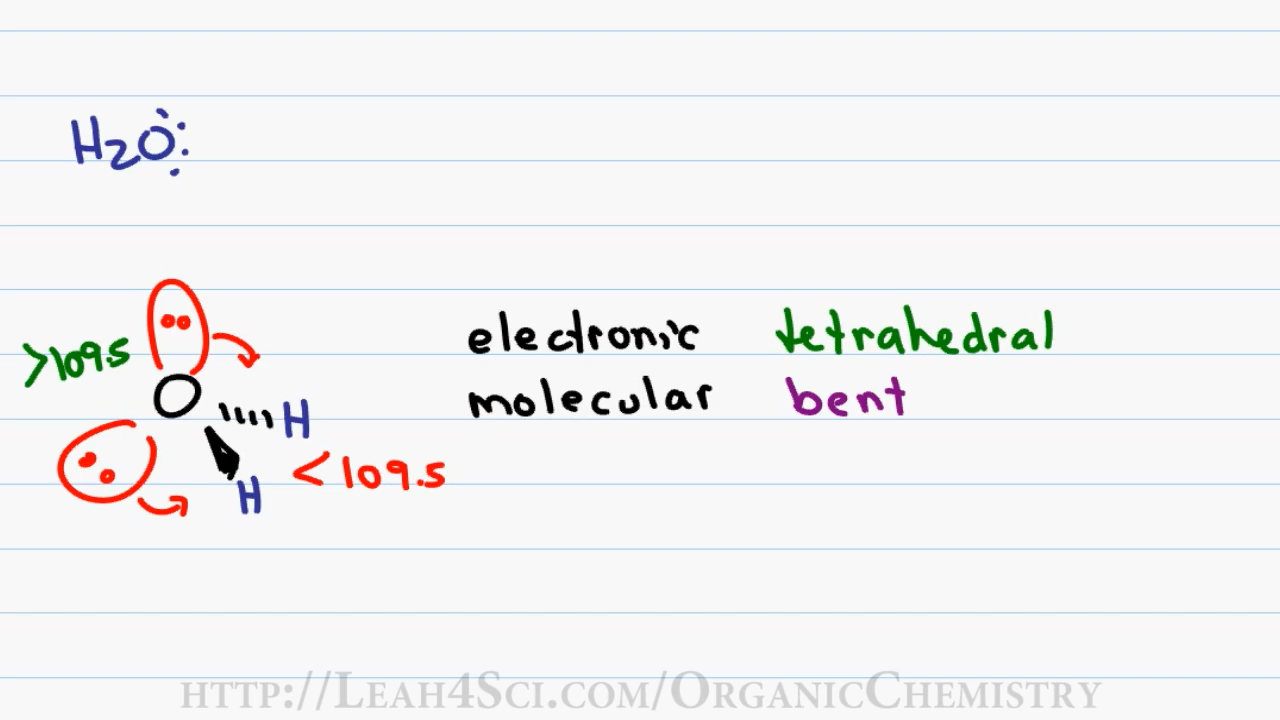 H2O:
>109.5
O
H
H
<109.5
electronic tetrahedral
molecular bent
HTTP://LEAH4SCI.COM/ORGANICCHEMISTRY